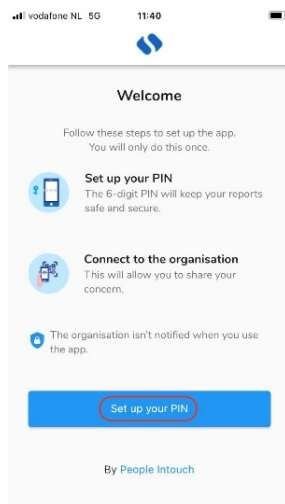 vodafone NL 5G 11:40
Welcome
Follow these steps to set up the app.
You will only do this once.
Set up your PIN
The 6-digit PIN will keep your reports
safe and secure.
Connect to the organisation
This will allow you to share your
concern.
The organisation isn't notified when you use
the app.
Set up your PIN
By People Intouch